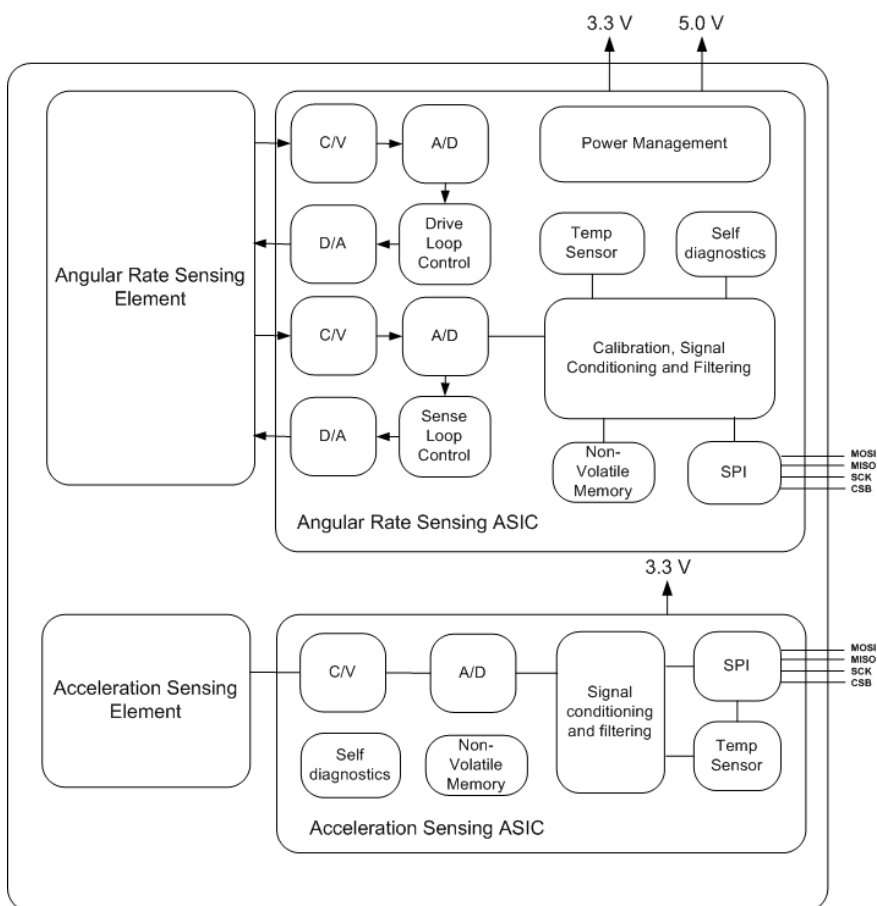 3.3 V
5.0 V
C/V
A/D
Power Management
D/A
Drive
Loop
Control
Temp
Sensor
Self
diagnostics
Angular Rate Sensing
Element
C/V
A/D
Calibration, Signal
Conditioning and Filtering
D/A
Sense
Loop
Control
Non-
Volatile
Memory
SPI
MOSI
MISO
SCK
CSB
Angular Rate Sensing ASIC
3.3 V
Acceleration Sensing
Element
C/V
A/D
Signal
conditioning
and filtering
SPI
MOSI
MISO
SCK
CSB
Self
diagnostics
Non-
Volatile
Memory
Temp
Sensor
Acceleration Sensing ASIC